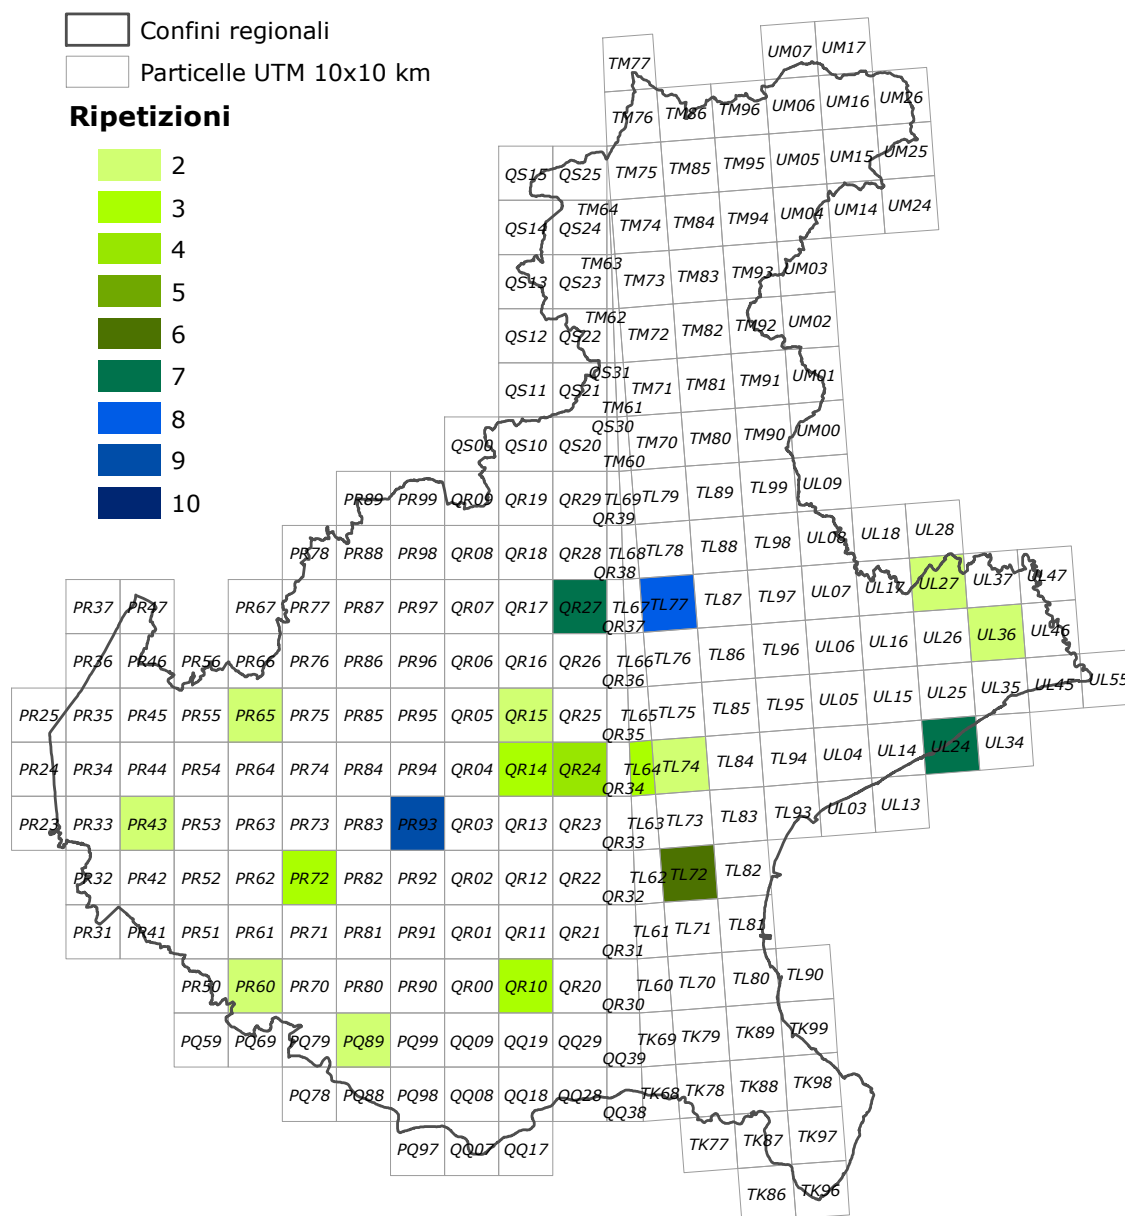 Confini regionali
Particelle UTM 10x10 km
Ripetizioni
2
3
4
5
6
7
8
9
10
UM07 UM17
TM77
TM76 TM86 TM96 UM06 UM16 UM26
QS15 QS25 TM75 TM85 TM95 UM05 UM15 UM25
TM64
QS14 QS24 TM74 TM84 TM94 UM04 UM14 UM24
TM63
QS13 QS23 TM73 TM83 TM93 UM03
TM62
QS12 QS22 TM72 TM82 TM92 UM02
QS31
QS11 QS21 TM71 TM81 TM91 UM01
TM61
QS30
QS00 QS10 QS20 TM70 TM80 TM90 UM00
TM60
PR89 PR99 QR09 QR19 QR29 TL69 TL79 TL89 TL99 UL09
QR39
PR78 PR88 PR98 QR08 QR18 QR28 TL68 TL78 TL88 TL98 UL08 UL18 UL28
QR38
PR37 PR47 PR67 PR77 PR87 PR97 QR07 QR17 QR27 TL67 TL77 TL87 TL97 UL07 UL17 UL27 UL37 UL47
QR37
PR36 PR46 PR56 PR66 PR76 PR86 PR96 QR06 QR16 QR26 TL66 TL76 TL86 TL96 UL06 UL16 UL26 UL36 UL46
QR36
PR25 PR35 PR45 PR55 PR65 PR75 PR85 PR95 QR05 QR15 QR25 TL65 TL75 TL85 TL95 UL05 UL15 UL25 UL35 UL45 UL55
QR35
PR24 PR34 PR44 PR54 PR64 PR74 PR84 PR94 QR04 QR14 QR24 TL64 TL74 TL84 TL94 UL04 UL14 UL24 UL34
QR34
PR23 PR33 PR43 PR53 PR63 PR73 PR83 PR93 QR03 QR13 QR23 TL63 TL73 TL83 TL93 UL03 UL13
QR33
PR32 PR42 PR52 PR62 PR72 PR82 PR92 QR02 QR12 QR22 TL62 TL72 TL82
QR32
PR31 PR41 PR51 PR61 PR71 PR81 PR91 QR01 QR11 QR21 TL61 TL71 TL81
QR31
PR50 PR60 PR70 PR80 PR90 QR00 QR10 QR20 TL60 TL70 TL80 TL90
QR30
PQ59 PQ69 PQ79 PQ89 PQ99 QQ09 QQ19 QQ29 TK69 TK79 TK89 TK99
QQ39
PQ78 PQ88 PQ98 QQ08 QQ18 QQ28 TK68 TK78 TK88 TK98
QQ38
PQ97 QQ07 QQ17 TK77 TK87 TK97
TK86 TK96